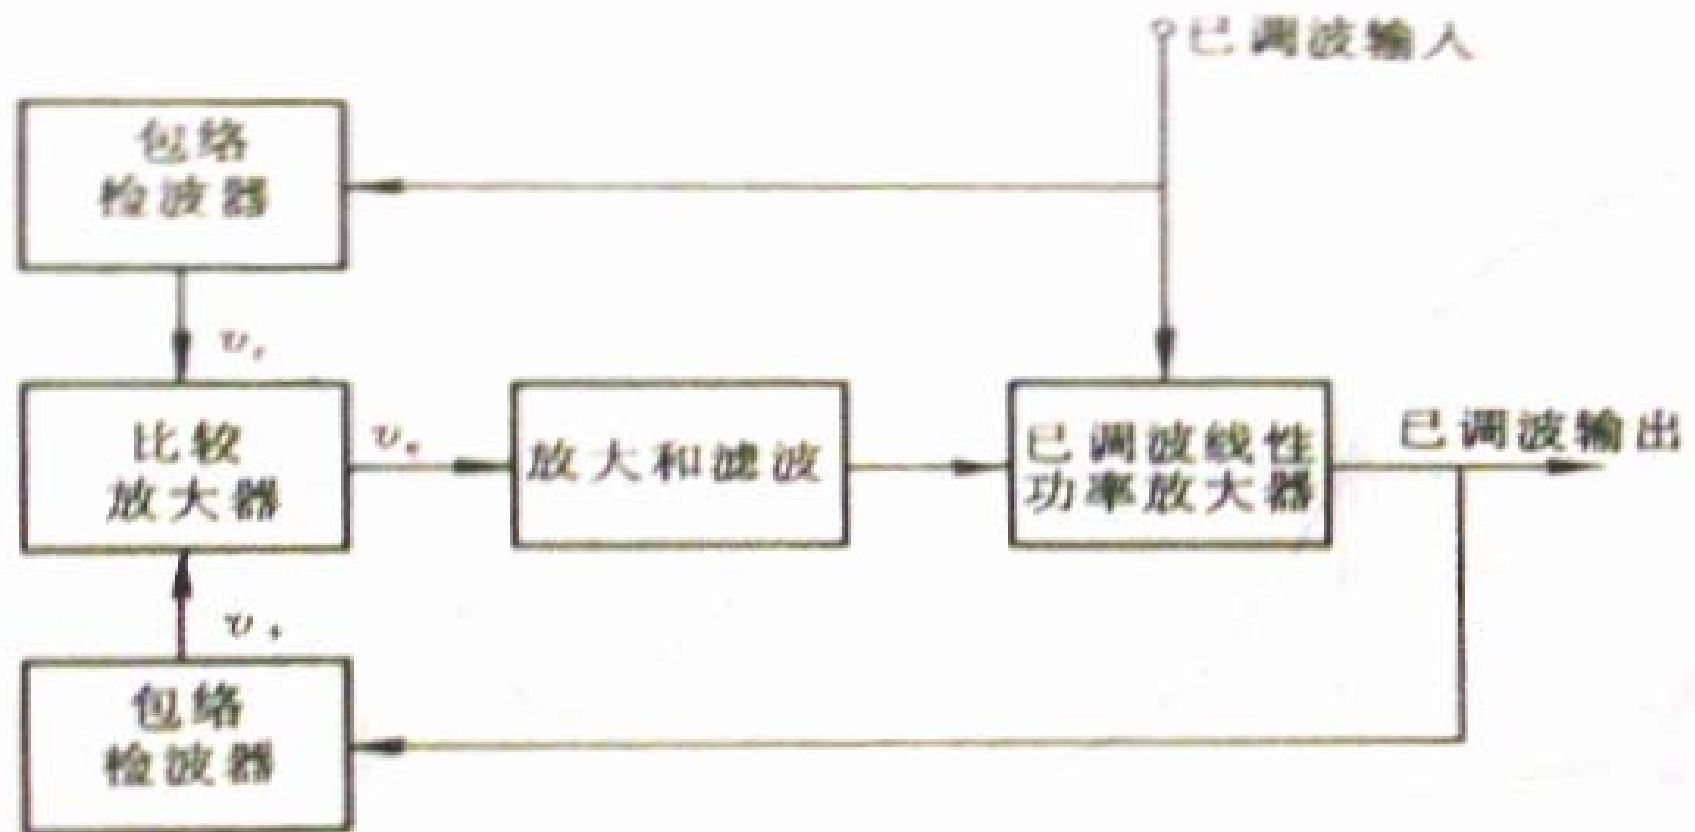 已调波输入
包络
检波器
比较
放大器
放大和滤波
已调波线性
功率放大器
已调波输出
包络
检波器